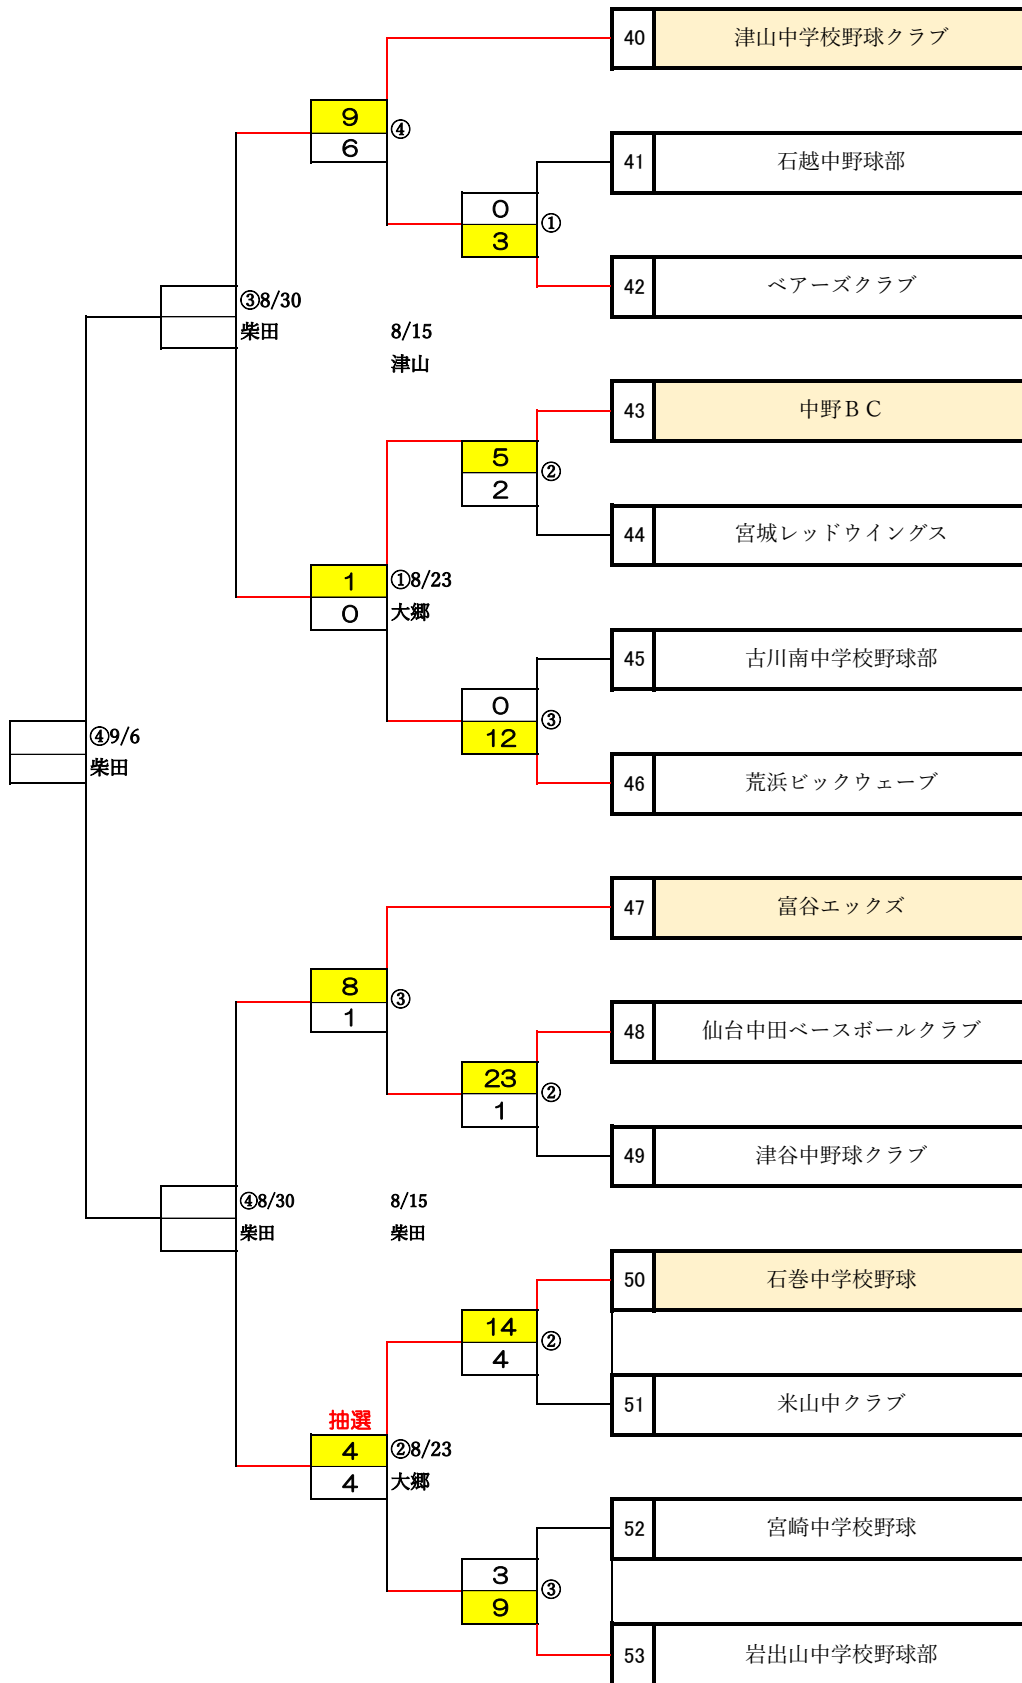 40 津山中学校野球クラブ
9
④
6
41 石越中野球部
0
①
3
42 ベアーズクラブ
③8/30
柴田
8/15
津山
43 中野ＢＣ
5
②
2
44 宮城レッドウイングス
1
①8/23
0
大郷
45 古川南中学校野球部
0
③
12
46 荒浜ビックウェーブ
④9/6
柴田
47 富谷エックズ
8
③
1
48 仙台中田ベースボールクラブ
23
②
1
49 津谷中野球クラブ
④8/30
柴田
8/15
柴田
50 石巻中学校野球
14
②
4
51 米山中クラブ
抽選
4
②8/23
4
大郷
52 宮崎中学校野球
3
③
9
53 岩出山中学校野球部